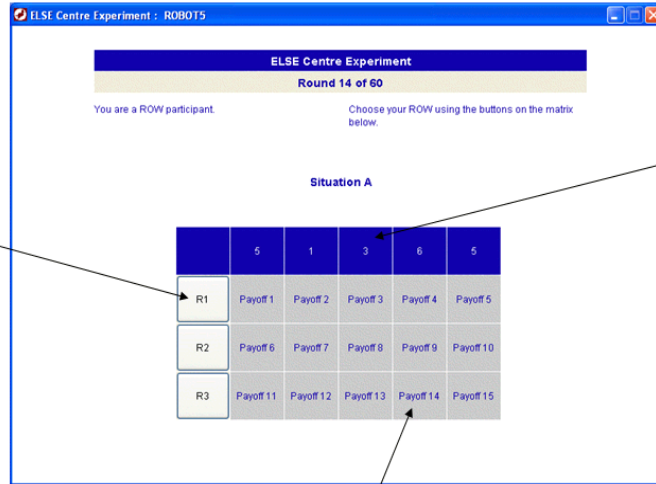 ELSE Centre Experiment : ROBOT5
ELSE Centre Experiment
Round 14 of 60
You are a ROW participant.
Choose your ROW using the buttons on the matrix
below.
Situation A
5 1 3 6 5
R1 Payoff 1 Payoff 2 Payoff 3 Payoff 4 Payoff 5
R2 Payoff 6 Payoff 7 Payoff 8 Payoff 9 Payoff 10
R3 Payoff 11 Payoff 12 Payoff 13 Payoff 14 Payoff 15